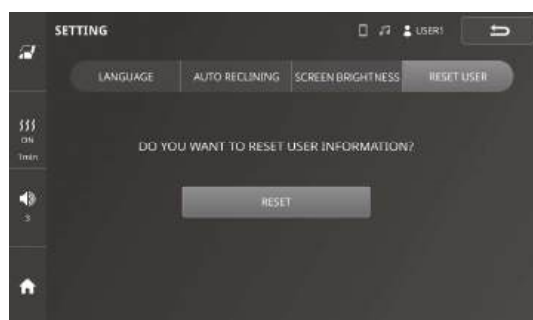 SETTING
USER1
LANGUAGE
AUTO RECLINING
SCREEN BRIGHTNESS
RESET USER
ON
1min
DO YOU WANT TO RESET USER INFORMATION?
RESET
3